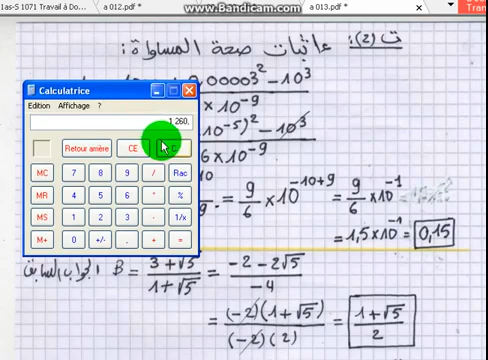 1as-S 1071 Travail à Do... a 012.pdf * www.Bandicam.com a 013.pdf *
ت (2): إثبات صحة المساواة:
0,00003² - 10³
Calculatrice
Edition Affichage ?
1,260,
x 10⁻⁹
10⁻⁵)² - 10³
Retour arrière CE C
6 x 10⁻⁹
MC 7 8 9 / Rac
MR 4 5 6 * %
MS 1 2 3 - 1/x
M+ 0 +/- . + =
= 9/6 x 10⁻¹⁰⁺⁹ = 9/6 x 10⁻¹
= 1,5 x 10⁻¹ = 0,15
B = (3 + √5)/(1 + √5) = (-2 - 2√5)/(-4)
= (-2)(1 + √5)/(-2)(2) = (1 + √5)/2